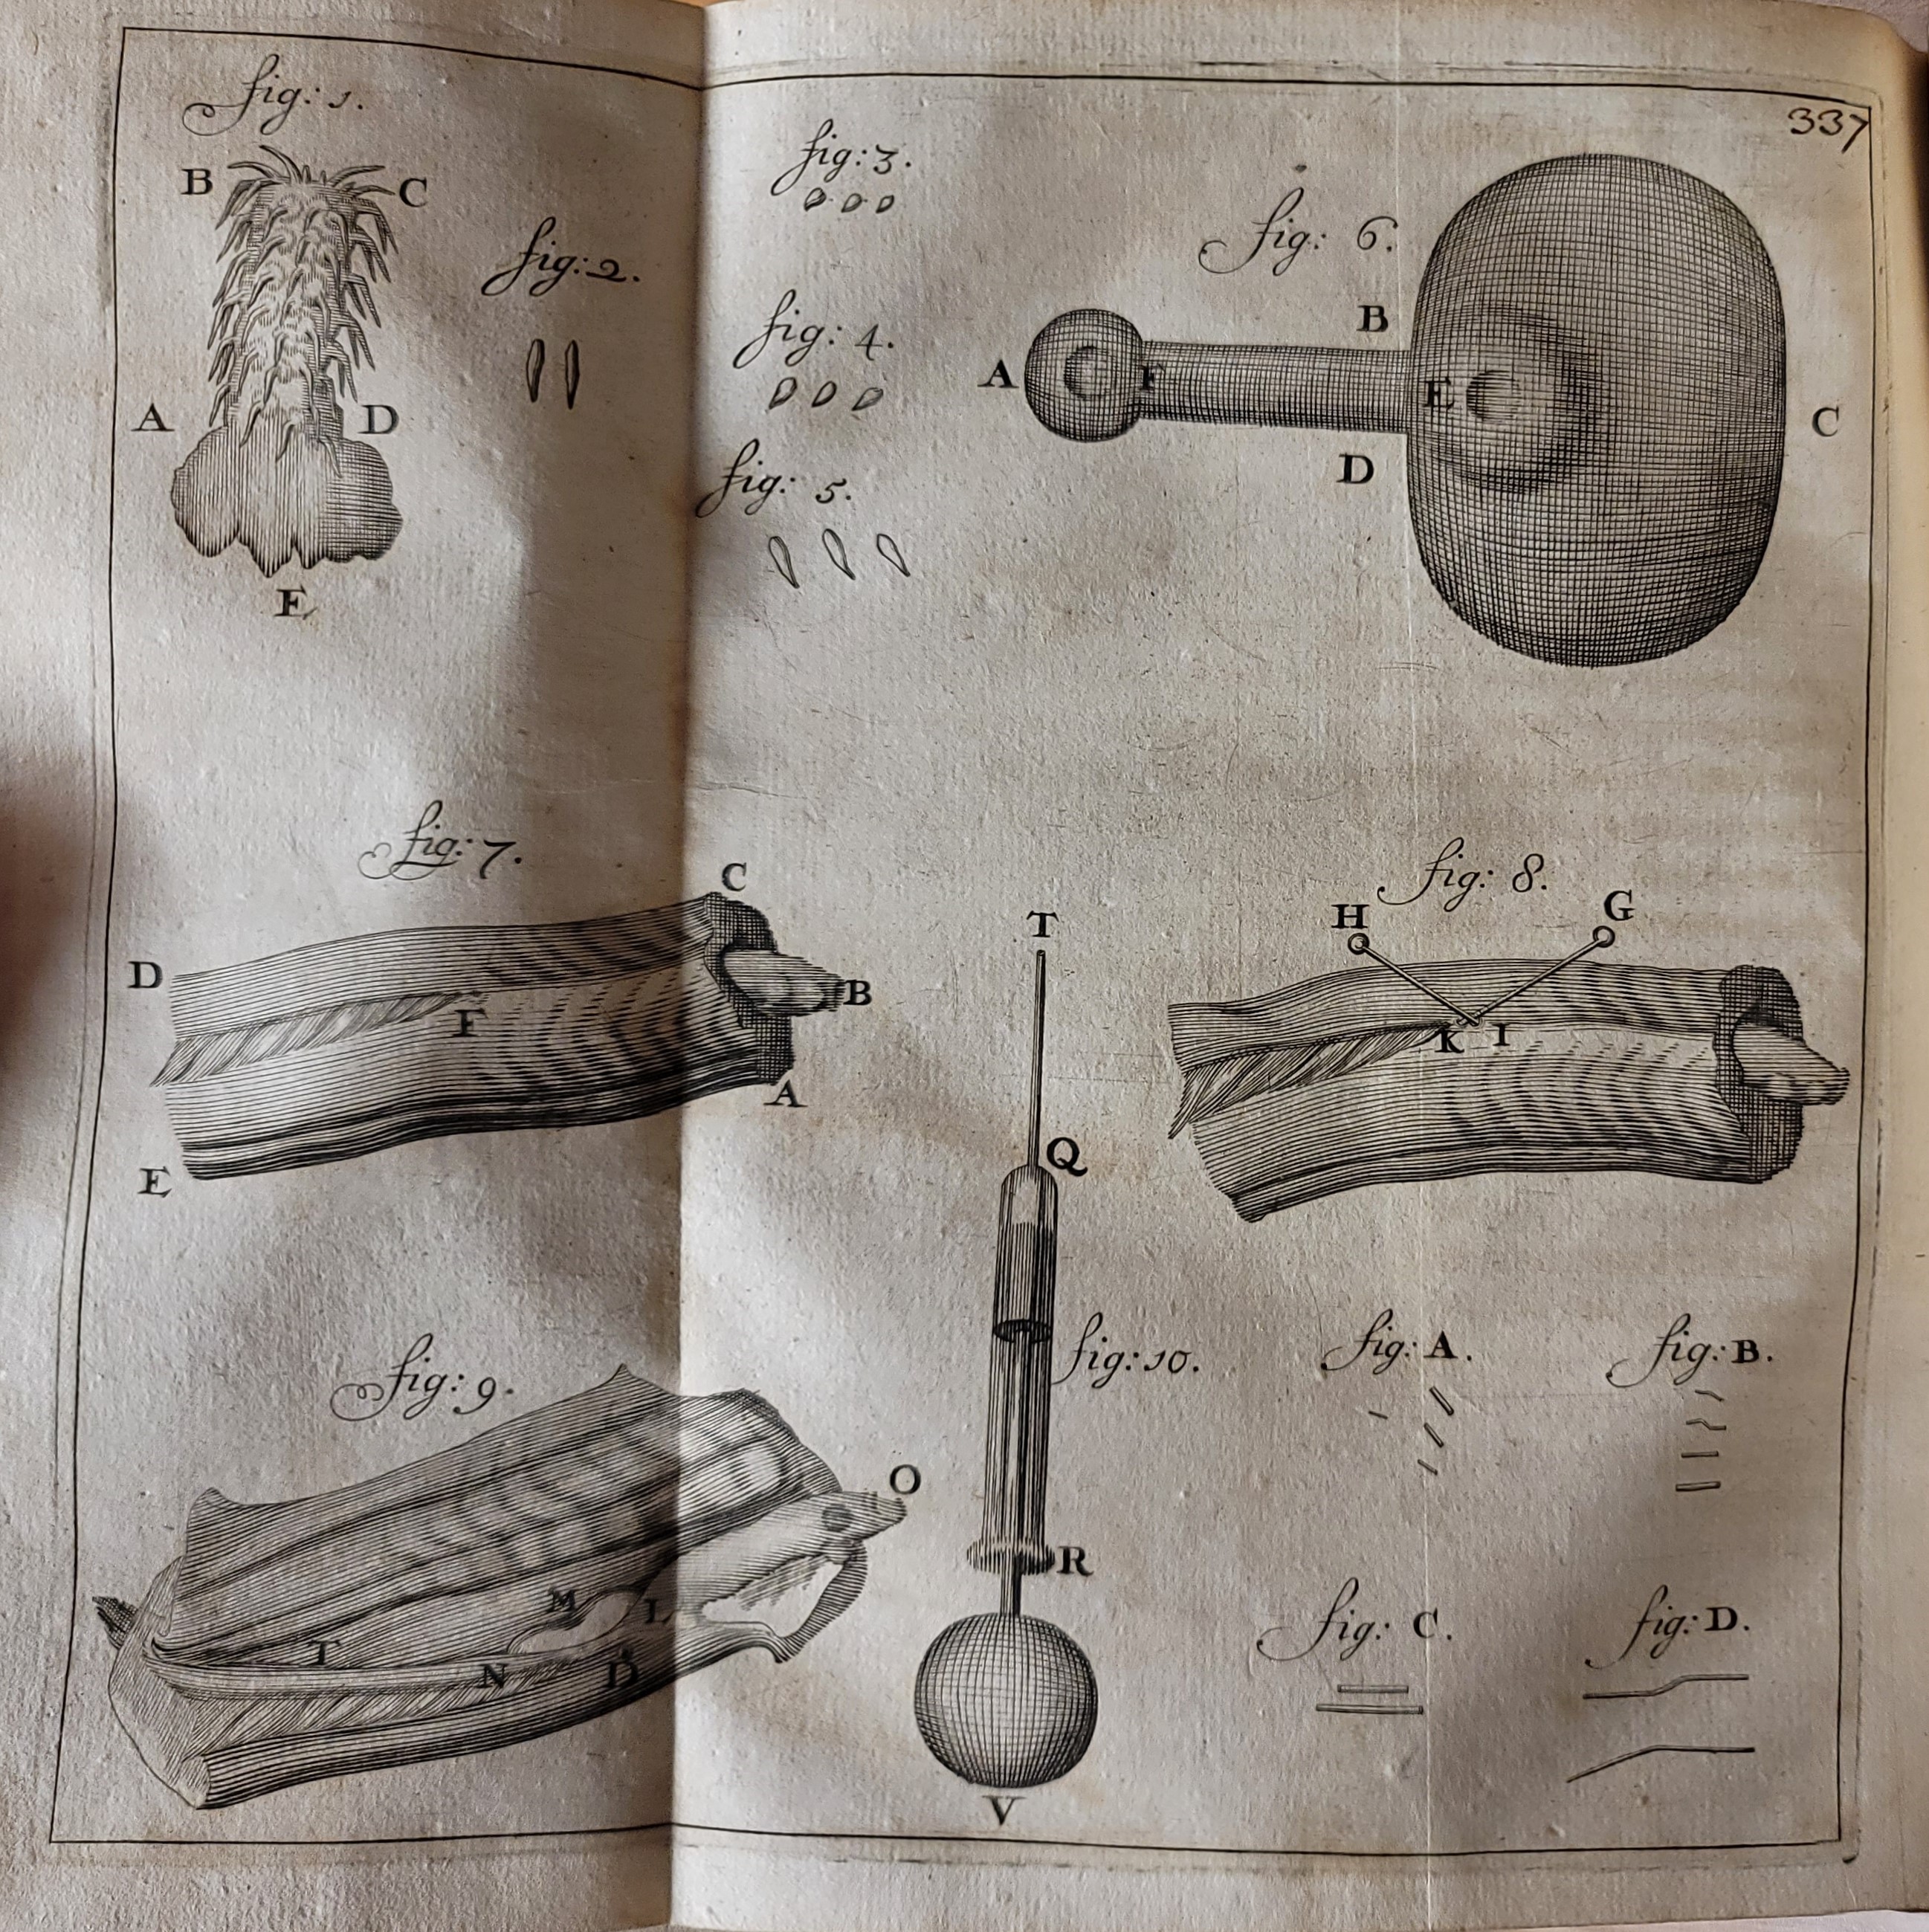 337
fig: 1.
B C
A D
E
fig: 2.
fig: 3.
fig: 4.
fig: 5.
fig: 6.
A F B E D C
fig: 7.
C
D F B
A
E
fig: 8.
H G
K I
fig: 9.
O
M L
T N D
fig: 10.
T
Q
R
V
fig: A.
fig: B.
fig: C.
fig: D.